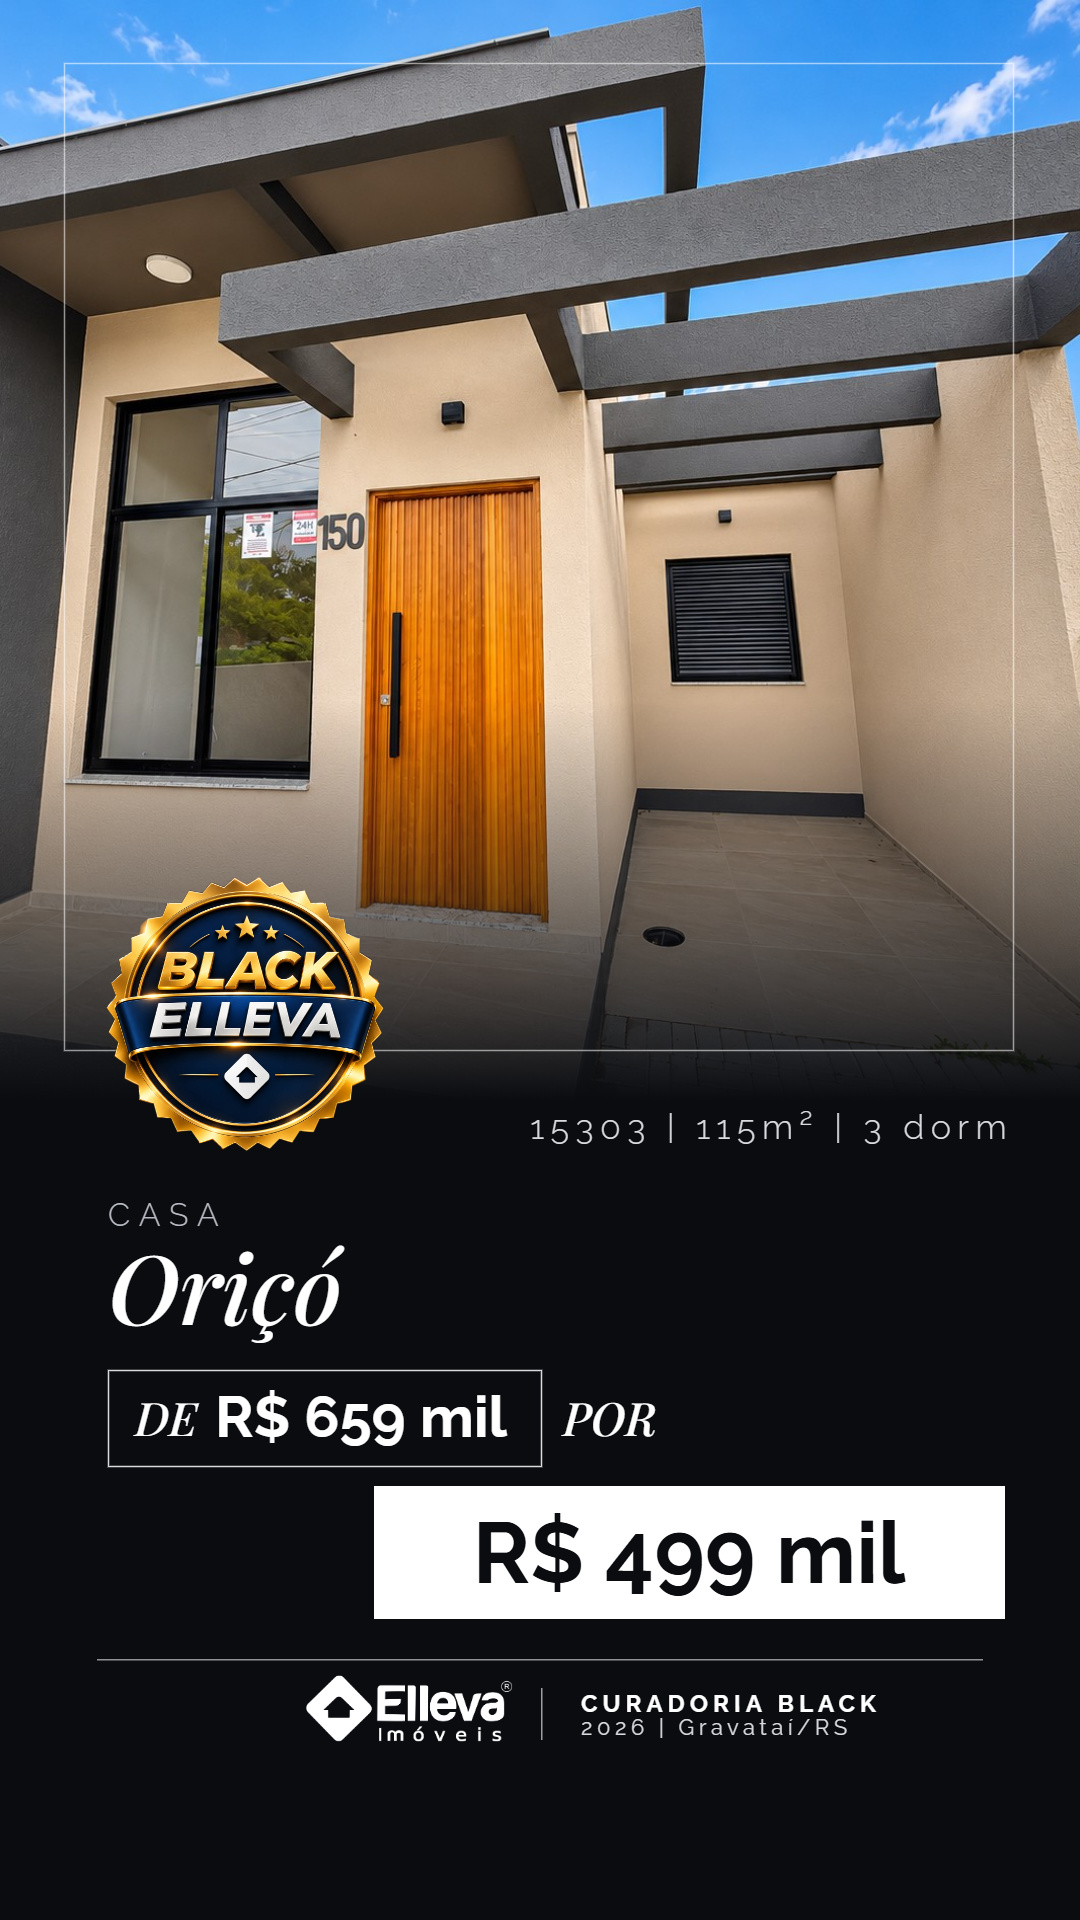 150
24H
BLACK
ELLEVA
15303 | 115m² | 3 dorm
CASA
Oriçó
DE R$ 659 mil POR
R$ 499 mil
Elleva®
Imóveis
CURADORIA BLACK
2026 | Gravataí/RS